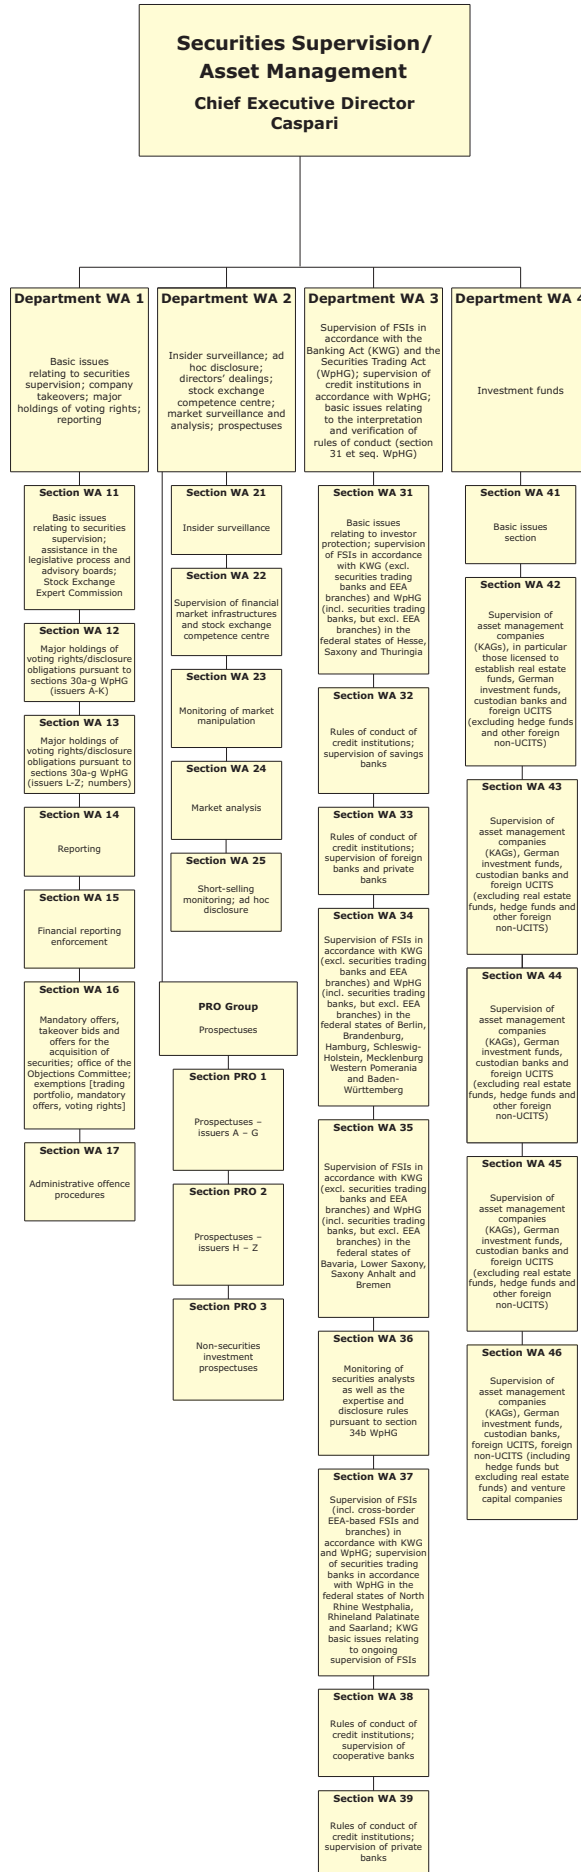 Securities Supervision/
Asset Management
Chief Executive Director
Caspari
Department WA 1
Basic issues
relating to securities
supervision; company
takeovers; major
holdings of voting rights;
reporting
Section WA 11
Basic issues
relating to securities
supervision;
assistance in the
legislative process and
advisory boards;
Stock Exchange
Expert Commission
Section WA 12
Major holdings of
voting rights/disclosure
obligations pursuant to
sections 30a-g WpHG
(issuers A-K)
Section WA 13
Major holdings of
voting rights/disclosure
obligations pursuant to
sections 30a-g WpHG
(issuers L-Z; numbers)
Section WA 14
Reporting
Section WA 15
Financial reporting
enforcement
Section WA 16
Mandatory offers,
takeover bids and
offers for the
acquisition of
securities; office of the
Objections Committee;
exemptions [trading
portfolio, mandatory
offers, voting rights]
Section WA 17
Administrative offence
procedures
Department WA 2
Insider surveillance; ad
hoc disclosure;
directors’ dealings;
stock exchange
competence centre;
market surveillance and
analysis; prospectuses
Section WA 21
Insider surveillance
Section WA 22
Supervision of financial
market infrastructures
and stock exchange
competence centre
Section WA 23
Monitoring of market
manipulation
Section WA 24
Market analysis
Section WA 25
Short-selling
monitoring; ad hoc
disclosure
PRO Group
Prospectuses
Section PRO 1
Prospectuses –
issuers A – G
Section PRO 2
Prospectuses –
issuers H – Z
Section PRO 3
Non-securities
investment
prospectuses
Department WA 3
Supervision of FSIs in
accordance with the
Banking Act (KWG) and the
Securities Trading Act
(WpHG); supervision of
credit institutions in
accordance with WpHG;
basic issues relating
to the interpretation
and verification of
rules of conduct (section
31 et seq. WpHG)
Section WA 31
Basic issues
relating to investor
protection; supervision
of FSIs in accordance
with KWG (excl.
securities trading
banks and EEA
branches) and WpHG
(incl. securities trading
banks, but excl. EEA
branches) in the
federal states of Hesse,
Saxony and Thuringia
Section WA 32
Rules of conduct of
credit institutions;
supervision of savings
banks
Section WA 33
Rules of conduct of
credit institutions;
supervision of foreign
banks and private
banks
Section WA 34
Supervision of FSIs in
accordance with KWG
(excl. securities trading
banks and EEA
branches) and WpHG
(incl. securities trading
banks, but excl. EEA
branches) in the
federal states of Berlin,
Brandenburg,
Hamburg, Schleswig-
Holstein, Mecklenburg
Western Pomerania
and Baden-
Württemberg
Section WA 35
Supervision of FSIs in
accordance with KWG
(excl. securities trading
banks and EEA
branches) and WpHG
(incl. securities trading
banks, but excl. EEA
branches) in the
federal states of
Bavaria, Lower Saxony,
Saxony Anhalt and
Bremen
Section WA 36
Monitoring of
securities analysts
as well as the
expertise and
disclosure rules
pursuant to section
34b WpHG
Section WA 37
Supervision of FSIs
(incl. cross-border
EEA-based FSIs and
branches) in
accordance with KWG
and WpHG; supervision
of securities trading
banks in accordance
with WpHG in the
federal states of North
Rhine Westphalia,
Rhineland Palatinate
and Saarland; KWG
basic issues relating
to ongoing
supervision of FSIs
Section WA 38
Rules of conduct of
credit institutions;
supervision of
cooperative banks
Section WA 39
Rules of conduct of
credit institutions;
supervision of private
banks
Department WA 4
Investment funds
Section WA 41
Basic issues
section
Section WA 42
Supervision of
asset management
companies
(KAGs), in particular
those licensed to
establish real estate
funds, German
investment funds,
custodian banks and
foreign UCITS
(excluding hedge funds
and other foreign
non-UCITS)
Section WA 43
Supervision of
asset management
companies
(KAGs), German
investment funds,
custodian banks and
foreign UCITS
(excluding real estate
funds, hedge funds and
other foreign
non-UCITS)
Section WA 44
Supervision of
asset management
companies
(KAGs), German
investment funds,
custodian banks and
foreign UCITS
(excluding real estate
funds, hedge funds and
other foreign
non-UCITS)
Section WA 45
Supervision of
asset management
companies
(KAGs), German
investment funds,
custodian banks and
foreign UCITS
(excluding real estate
funds, hedge funds and
other foreign
non-UCITS)
Section WA 46
Supervision of
asset management
companies
(KAGs), German
investment funds,
custodian banks,
foreign UCITS, foreign
non-UCITS (including
hedge funds but
excluding real estate
funds) and venture
capital companies